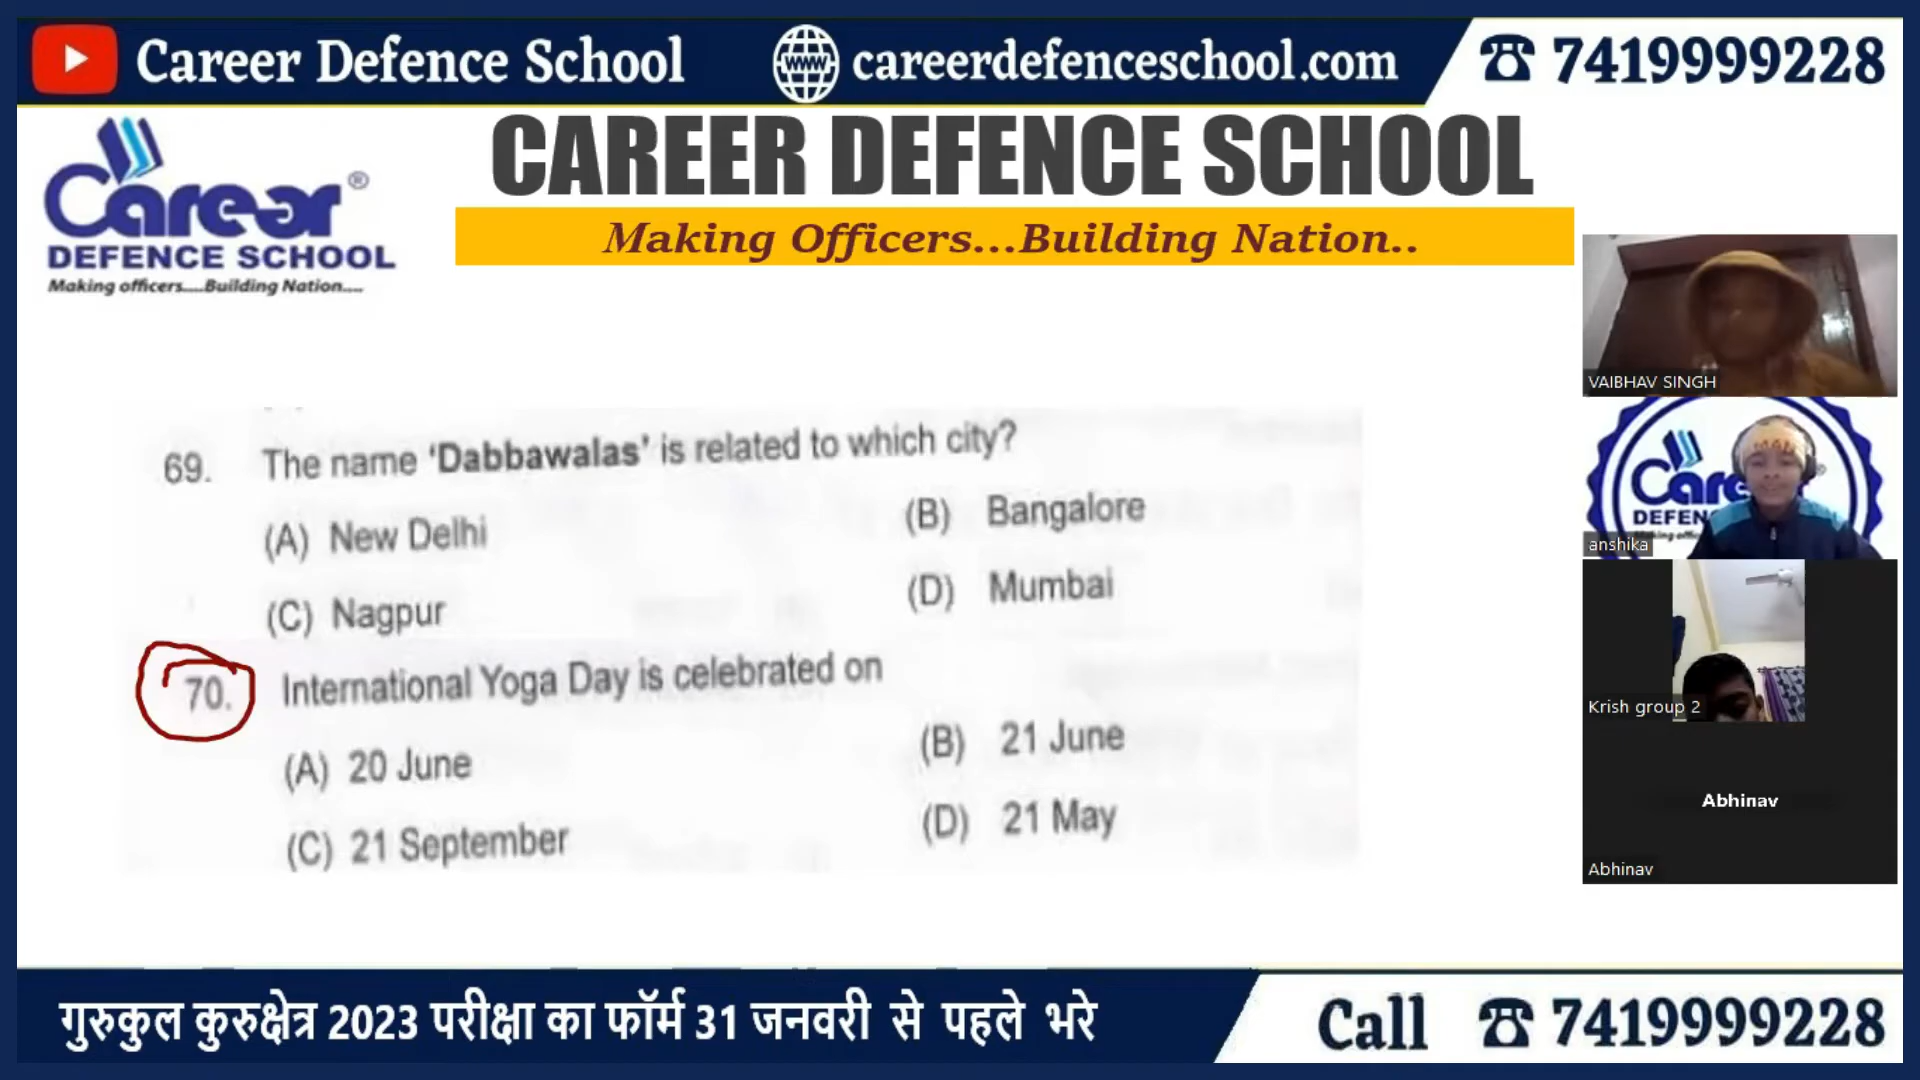 Career Defence School
www
careerdefenceschool.com
7419999228
Career®
DEFENCE SCHOOL
Making officers....Building Nation....
CAREER DEFENCE SCHOOL
Making Officers...Building Nation..
69. The name 'Dabbawalas' is related to which city?
(A) New Delhi
(B) Bangalore
(C) Nagpur
(D) Mumbai
70. International Yoga Day is celebrated on
(A) 20 June
(B) 21 June
(C) 21 September
(D) 21 May
VAIBHAV SINGH
anshika
Krish group 2
Abhinav
Abhinav
गुरुकुल कुरुक्षेत्र 2023 परीक्षा का फॉर्म 31 जनवरी से पहले भरे
Call 7419999228